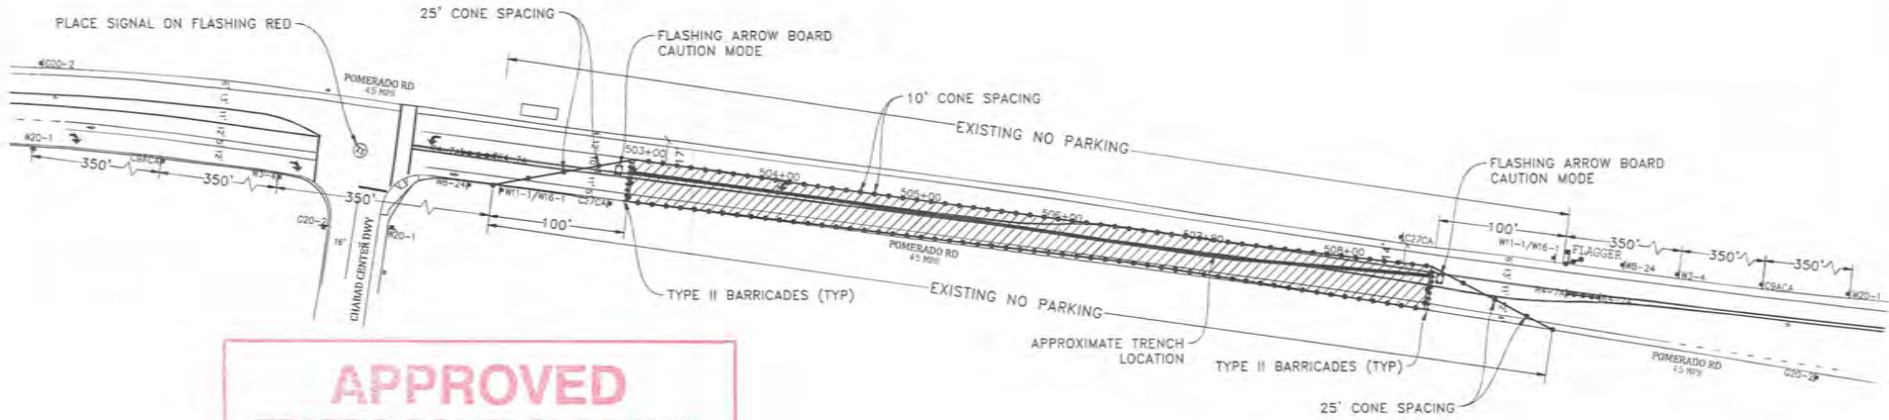 25' CONE SPACING
PLACE SIGNAL ON FLASHING RED
FLASHING ARROW BOARD
CAUTION MODE
G20-2
POMERADO RD
45 MPH
10' CONE SPACING
EXISTING NO PARKING
W20-1
C9ACA
W3-4
350'
350'
350'
W8-24
W11-1/W16-1
C27CA
100'
503+00
504+00
505+00
506+00
508+00
17'
G20-2
W20-1
16'
CHABAD CENTER DWY
POMERADO RD
45 MPH
TYPE II BARRICADES (TYP)
EXISTING NO PARKING
APPROXIMATE TRENCH
LOCATION
TYPE II BARRICADES (TYP)
25' CONE SPACING
FLASHING ARROW BOARD
CAUTION MODE
C27CA
100'
W11-1/W16-1
FLAGGER
W8-24
W3-4
350'
350'
350'
C9ACA
W20-1
POMERADO RD
45 MPH
G20-2
APPROVED